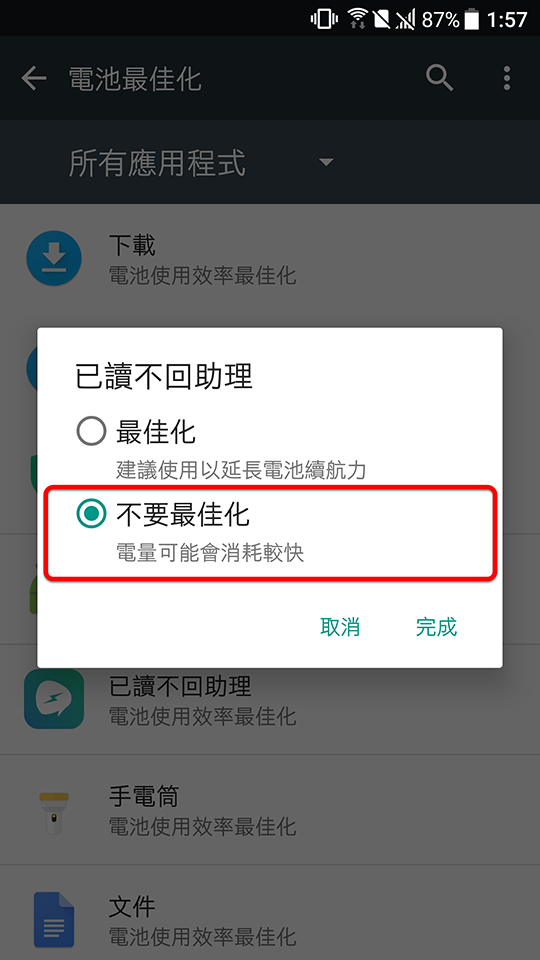 87% 1:57
電池最佳化
所有應用程式
下載
電池使用效率最佳化
已讀不回助理
最佳化
建議使用以延長電池續航力
不要最佳化
電量可能會消耗較快
取消 完成
已讀不回助理
電池使用效率最佳化
手電筒
電池使用效率最佳化
文件
電池使用效率最佳化